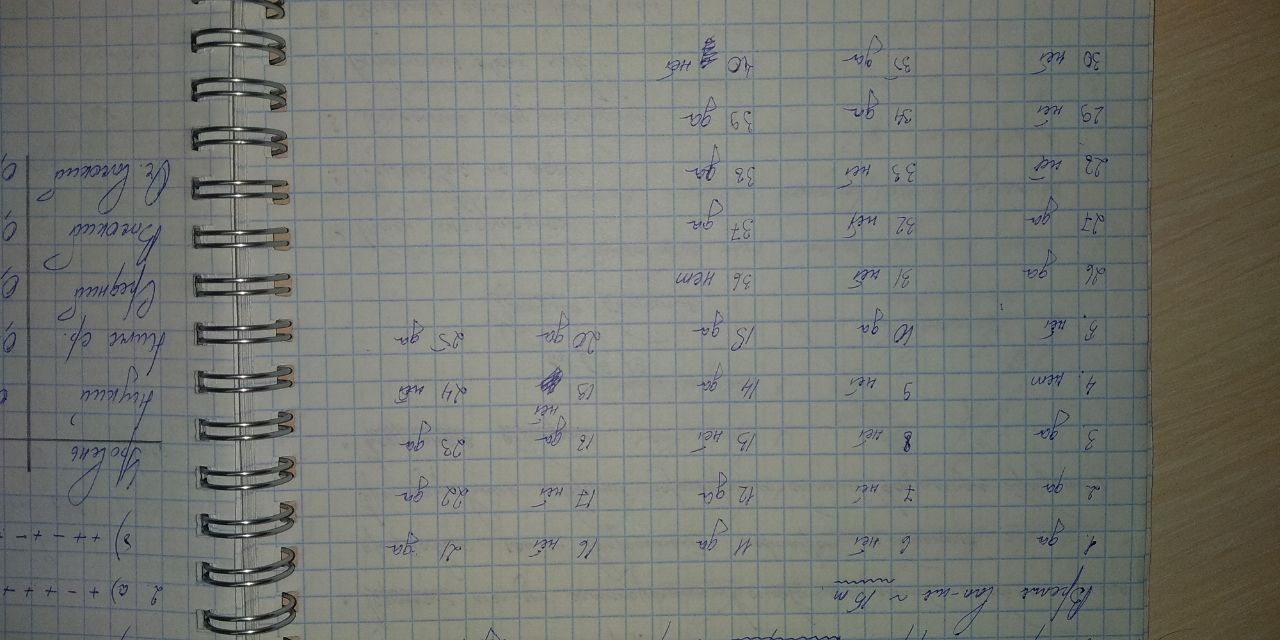 Время вып-ия ~ 15 m
1. да 6 нет 11 да 16 нет 21 да
2 да 7 нет 12 да 17 нет 22 да
3 да 8 нет 13 нет 18 да 23 да
4. нет 9 нет 14 да 19 нет 24 нет
5. нет 10 да 15 да 20 да 25 да
26 да 31 нет 36 нет
27 да 32 нет 37 да
28 нет 33 нет 38 да
29 нет 34 да 39 да
30 нет 35 да 40 нет
2. а) + - + + +
в) + + - + -
Уровень
Низкий
Ниже ср. 0,
Средний 0,
Высокий 0,
Оч. высокий 0,